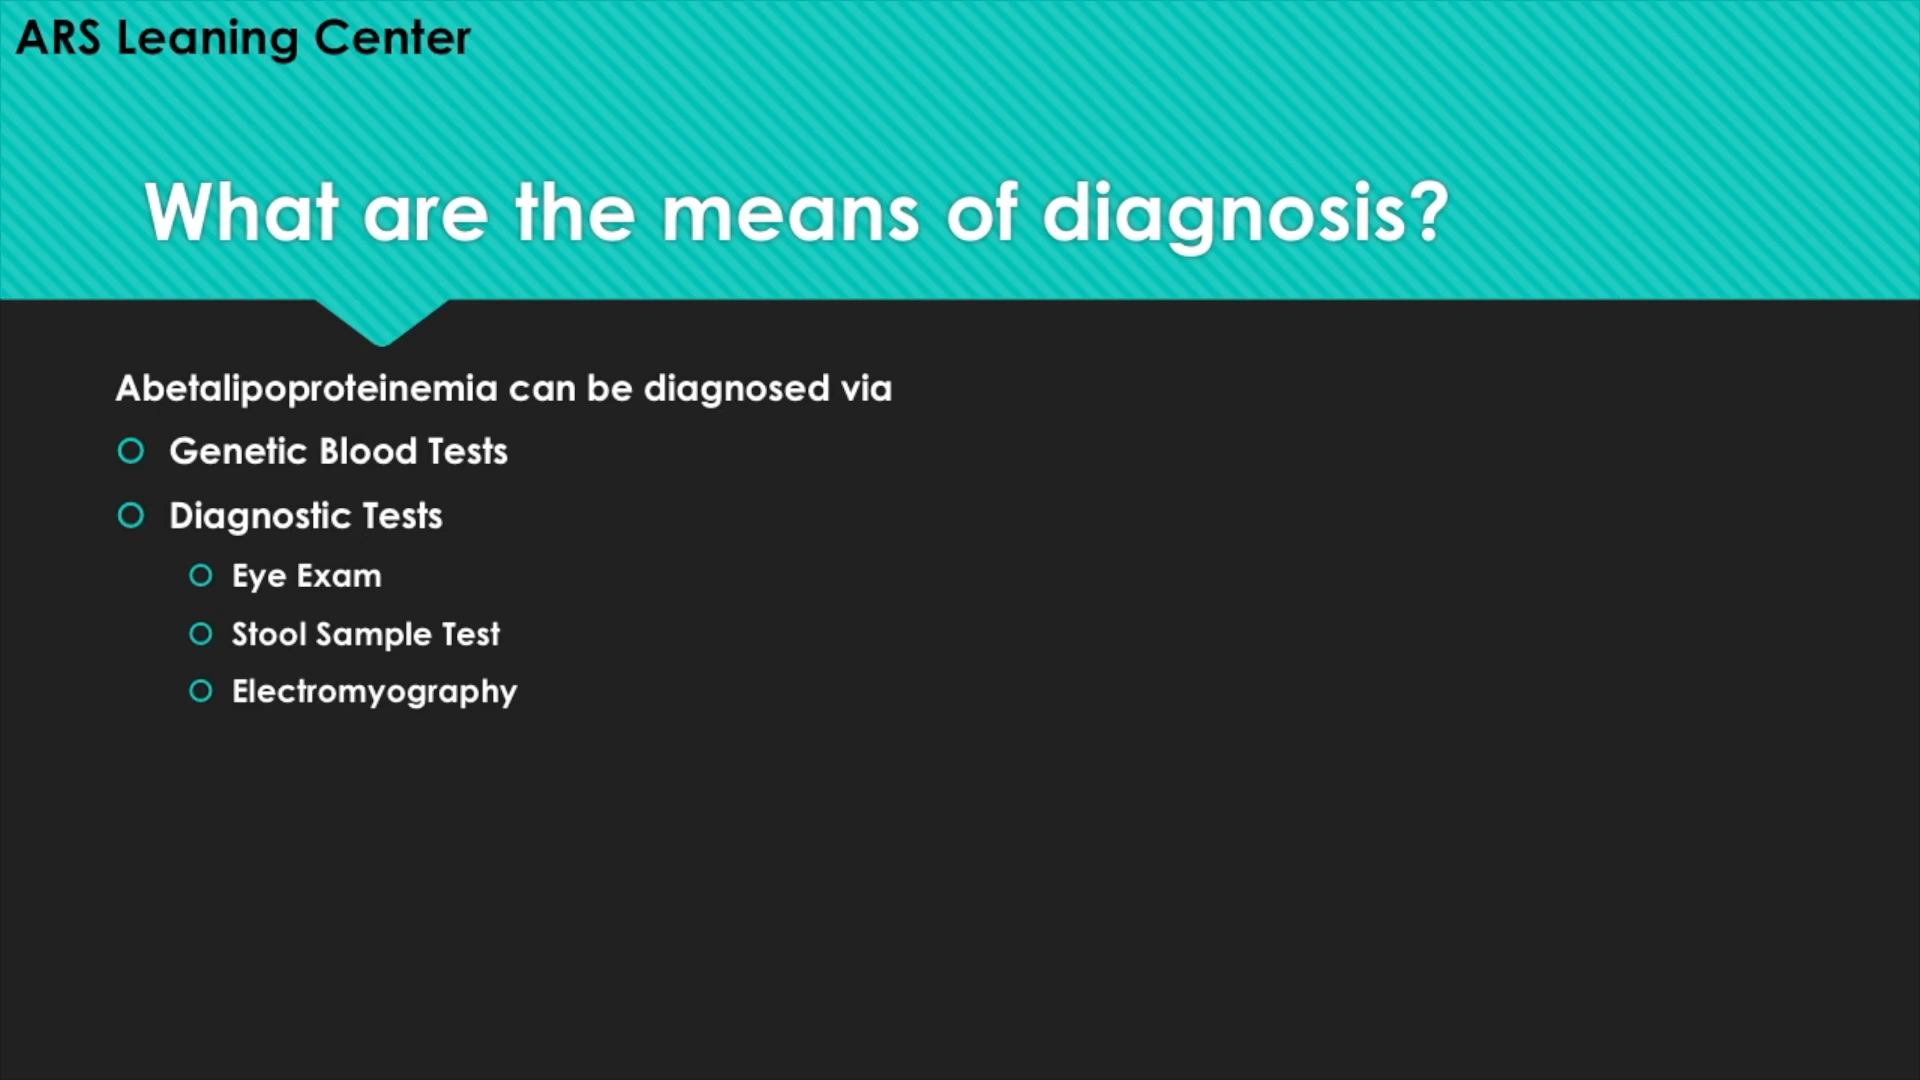 ARS Leaning Center
What are the means of diagnosis?
Abetalipoproteinemia can be diagnosed via
Genetic Blood Tests
Diagnostic Tests
Eye Exam
Stool Sample Test
Electromyography